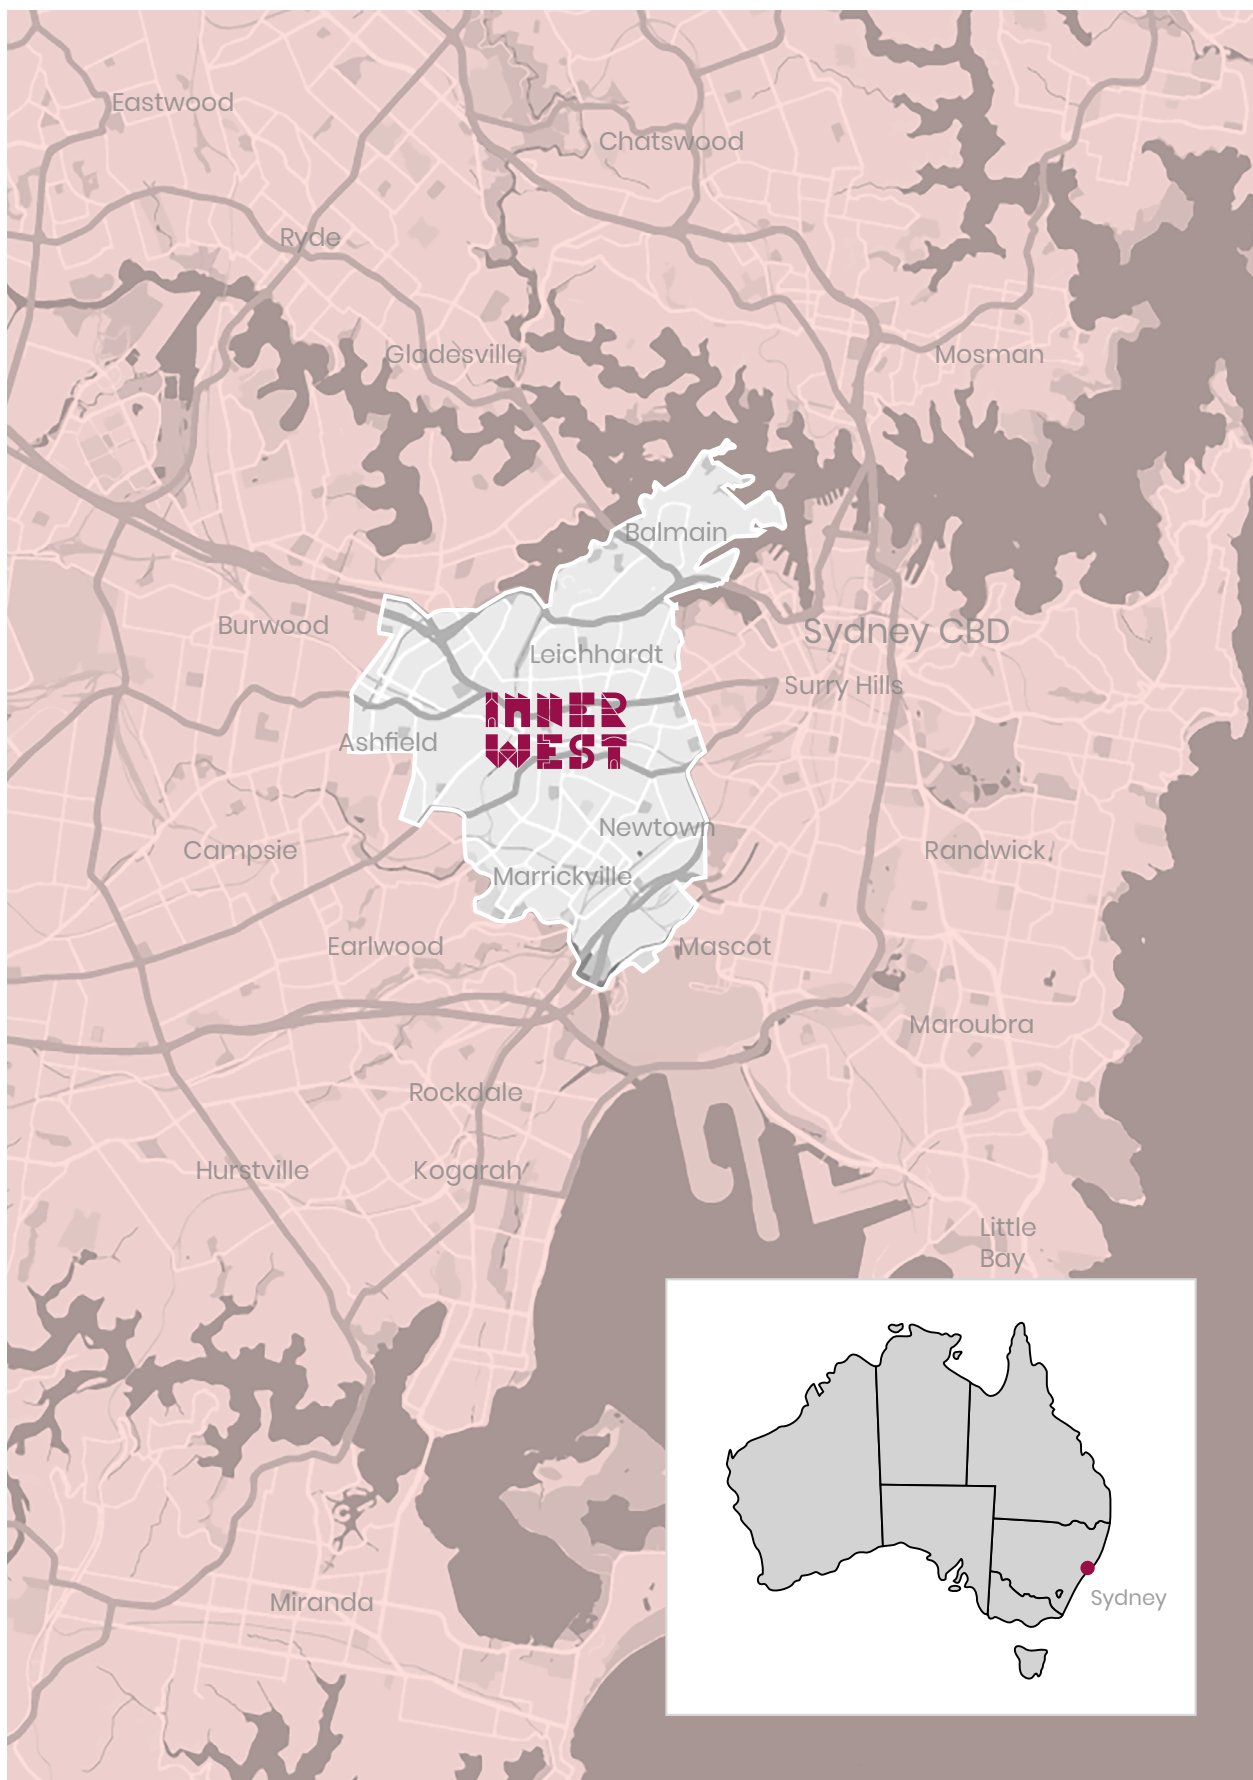 Eastwood
Chatswood
Ryde
Gladesville
Mosman
Balmain
Burwood
Sydney CBD
Leichhardt
Surry Hills
INNER
WEST
Ashfield
Newtown
Campsie
Randwick
Marrickville
Earlwood
Mascot
Maroubra
Rockdale
Hurstville
Kogarah
Little
Bay
Miranda
Sydney